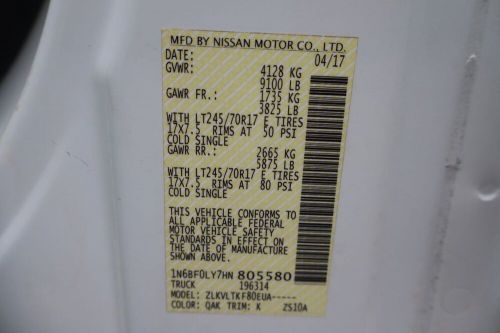 MFD BY NISSAN MOTOR CO., LTD.
DATE: 04/17
GVWR: 4128 KG
9100 LB
GAWR FR.: 1735 KG
3825 LB
WITH LT245/70R17 E TIRES
17X7.5 RIMS AT 50 PSI
COLD SINGLE
GAWR RR.: 2665 KG
5875 LB
WITH LT245/70R17 E TIRES
17X7.5 RIMS AT 80 PSI
COLD SINGLE
THIS VEHICLE CONFORMS TO
ALL APPLICABLE FEDERAL
MOTOR VEHICLE SAFETY
STANDARDS IN EFFECT ON
THE DATE OF MANUFACTURE
SHOWN ABOVE.
1N6BF0LY7HN 805580
TRUCK 196314
MODEL: ZLKVLTKF80EUA-----
COLOR: QAK TRIM: K ZS10A